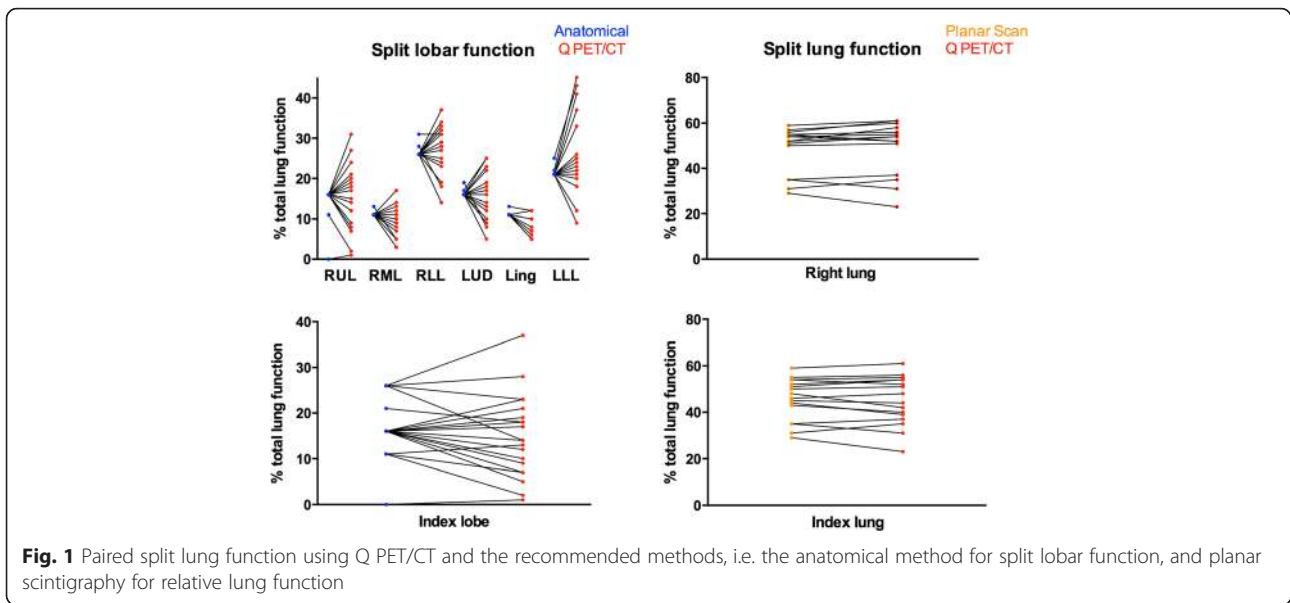 Split lobar function
Anatomical
Q PET/CT
% total lung function
40
30
20
10
0
RUL RML RLL LUD Ling LLL
Split lung function
Planar Scan
Q PET/CT
% total lung function
80
60
40
20
0
Right lung
% total lung function
40
30
20
10
0
Index lobe
% total lung function
80
60
40
20
0
Index lung
Fig. 1 Paired split lung function using Q PET/CT and the recommended methods, i.e. the anatomical method for split lobar function, and planar
scintigraphy for relative lung function